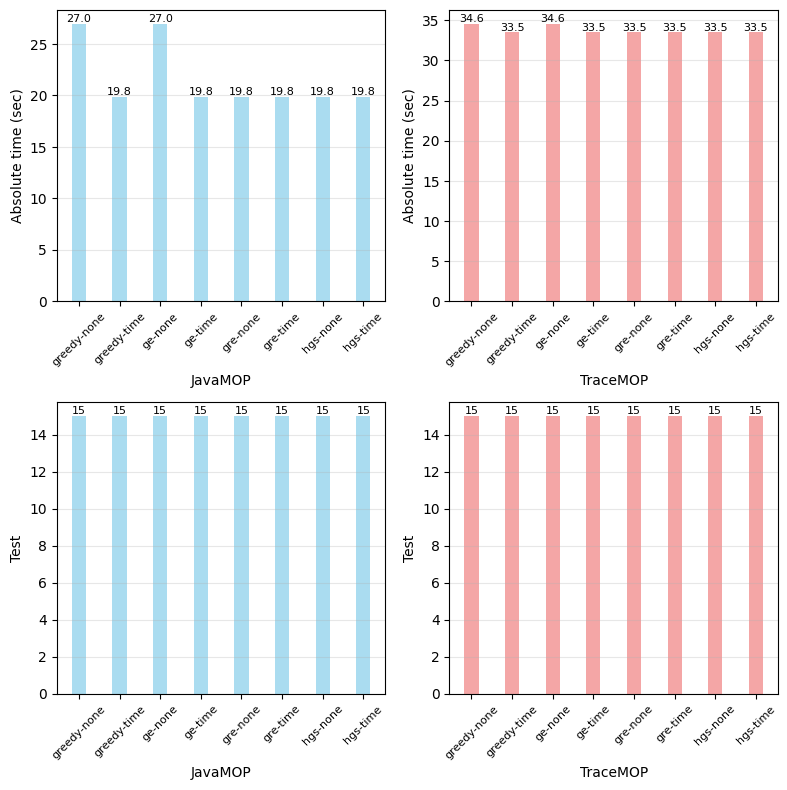 27.0 19.8 27.0 19.8 19.8 19.8 19.8 19.8
25
20
15
10
5
0
Absolute time (sec)
greedy-none greedy-time ge-none ge-time gre-none gre-time hgs-none hgs-time
JavaMOP
34.6 33.5 34.6 33.5 33.5 33.5 33.5 33.5
35
30
25
20
15
10
5
0
Absolute time (sec)
greedy-none greedy-time ge-none ge-time gre-none gre-time hgs-none hgs-time
TraceMOP
15 15 15 15 15 15 15 15
14
12
10
8
6
4
2
0
Test
greedy-none greedy-time ge-none ge-time gre-none gre-time hgs-none hgs-time
JavaMOP
15 15 15 15 15 15 15 15
14
12
10
8
6
4
2
0
Test
greedy-none greedy-time ge-none ge-time gre-none gre-time hgs-none hgs-time
TraceMOP